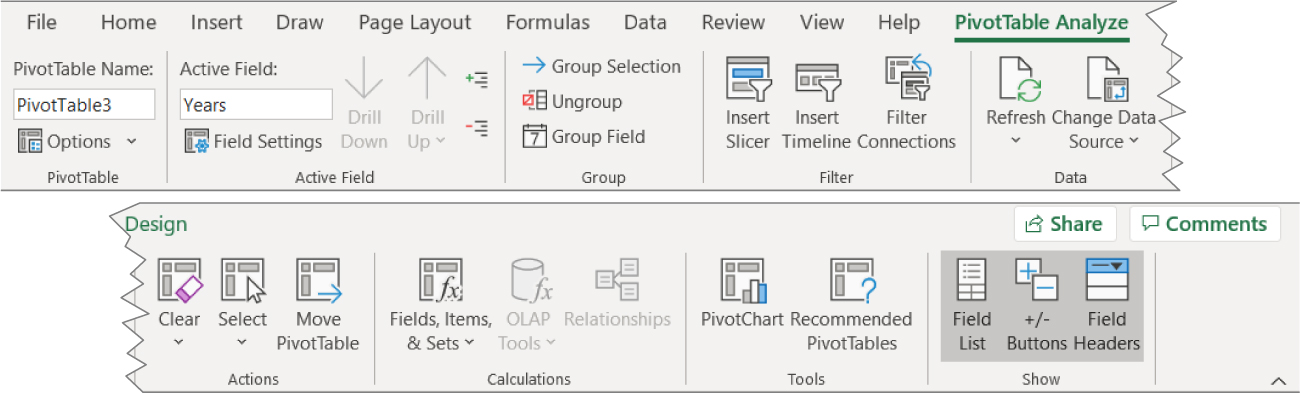 File Home Insert Draw Page Layout Formulas Data Review View Help PivotTable Analyze
PivotTable Name:
PivotTable3
Options
PivotTable
Active Field:
Years
Field Settings
Drill
Down
Drill
Up
Active Field
Group Selection
Ungroup
7 Group Field
Group
Insert
Slicer
Insert
Timeline
Filter
Connections
Filter
Refresh
Change Data
Source
Data
Design Share Comments
Clear
Select
Move
PivotTable
Actions
fx
Fields, Items,
& Sets
fx
OLAP
Tools
Relationships
Calculations
PivotChart
?
Recommended
PivotTables
Tools
Field
List
+/-
Buttons
Field
Headers
Show